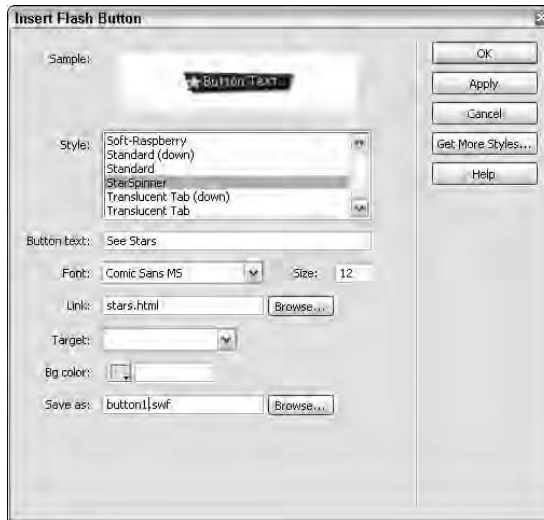 Insert Flash Button
Sample:
Button Text
Style:
Soft-Raspberry
Standard (down)
Standard
StarSpinner
Translucent Tab (down)
Translucent Tab
Button text: See Stars
Font: Comic Sans MS Size: 12
Link: stars.html Browse...
Target:
Bg color:
Save as: button1.swf Browse...
OK
Apply
Cancel
Get More Styles...
Help